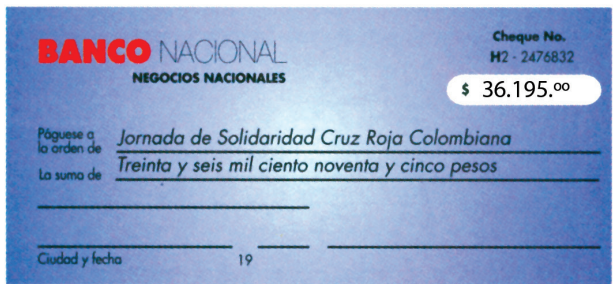 BANCO NACIONAL
NEGOCIOS NACIONALES
Cheque No.
H2 - 2476832
$ 36.195.oo
Páguese a la orden de Jornada de Solidaridad Cruz Roja Colombiana
La suma de Treinta y seis mil ciento noventa y cinco pesos
Ciudad y fecha 19